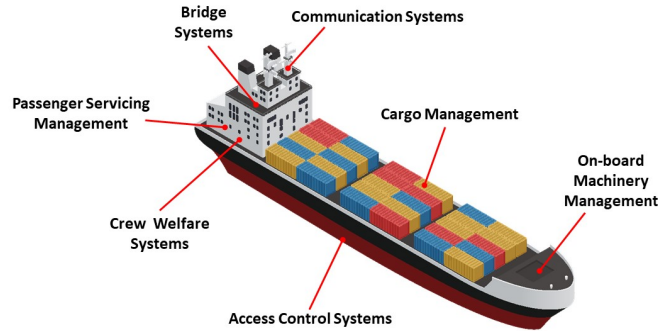 Bridge
Systems
Communication Systems
Passenger Servicing
Management
Cargo Management
On-board
Machinery
Management
Crew Welfare
Systems
Access Control Systems